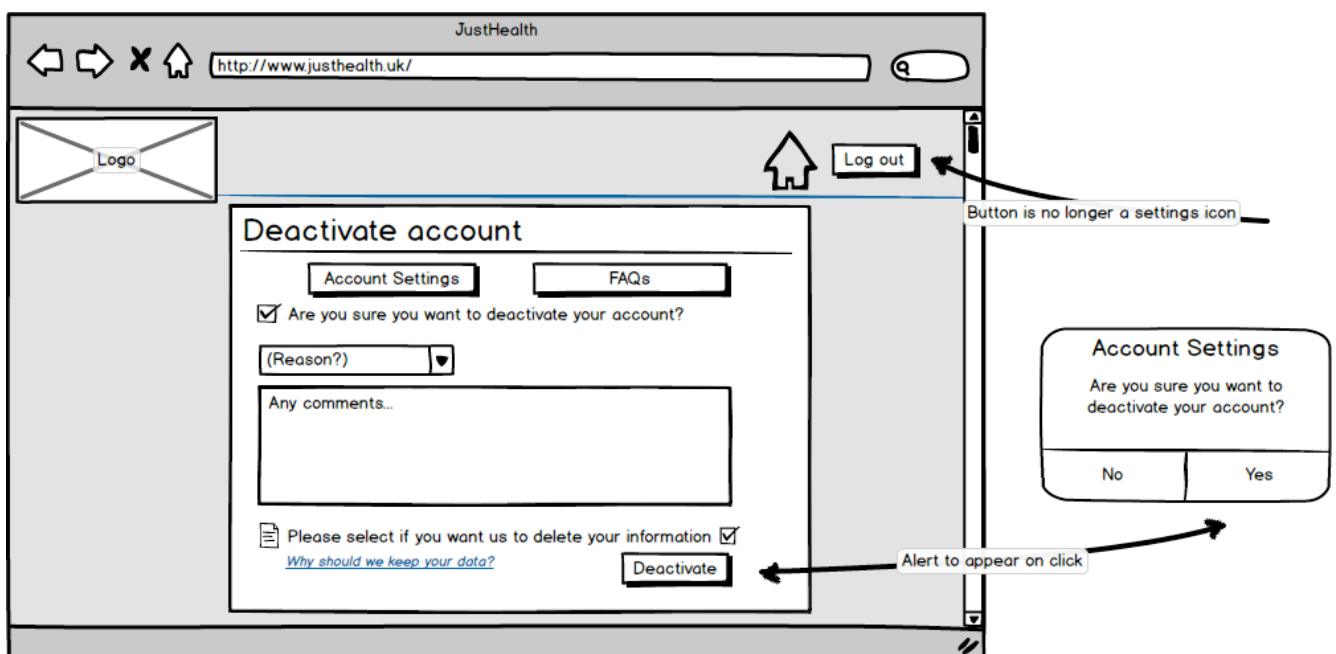 JustHealth
http://www.justhealth.uk/
Logo
Log out
Button is no longer a settings icon
Deactivate account
Account Settings
FAQs
Are you sure you want to deactivate your account?
(Reason?)
Any comments...
Please select if you want us to delete your information
Why should we keep your data?
Deactivate
Alert to appear on click
Account Settings
Are you sure you want to
deactivate your account?
No
Yes